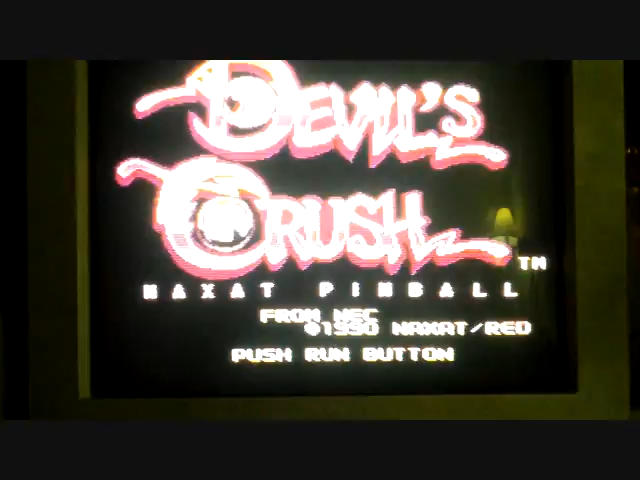 DEVIL'S
CRUSH
TM
NAXAT PINBALL
FROM NEC
©1990 NAXAT/RED
PUSH RUN BUTTON